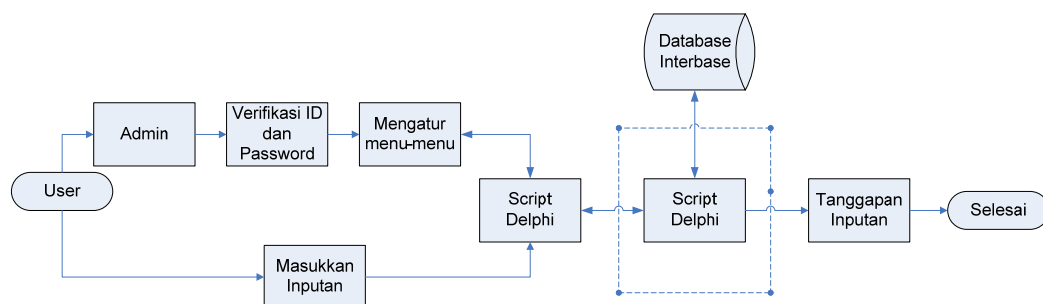 Database
Interbase
Admin
Verifikasi ID
dan
Password
Mengatur
menu-menu
User
Script
Delphi
Script
Delphi
Tanggapan
Inputan
Selesai
Masukkan
Inputan